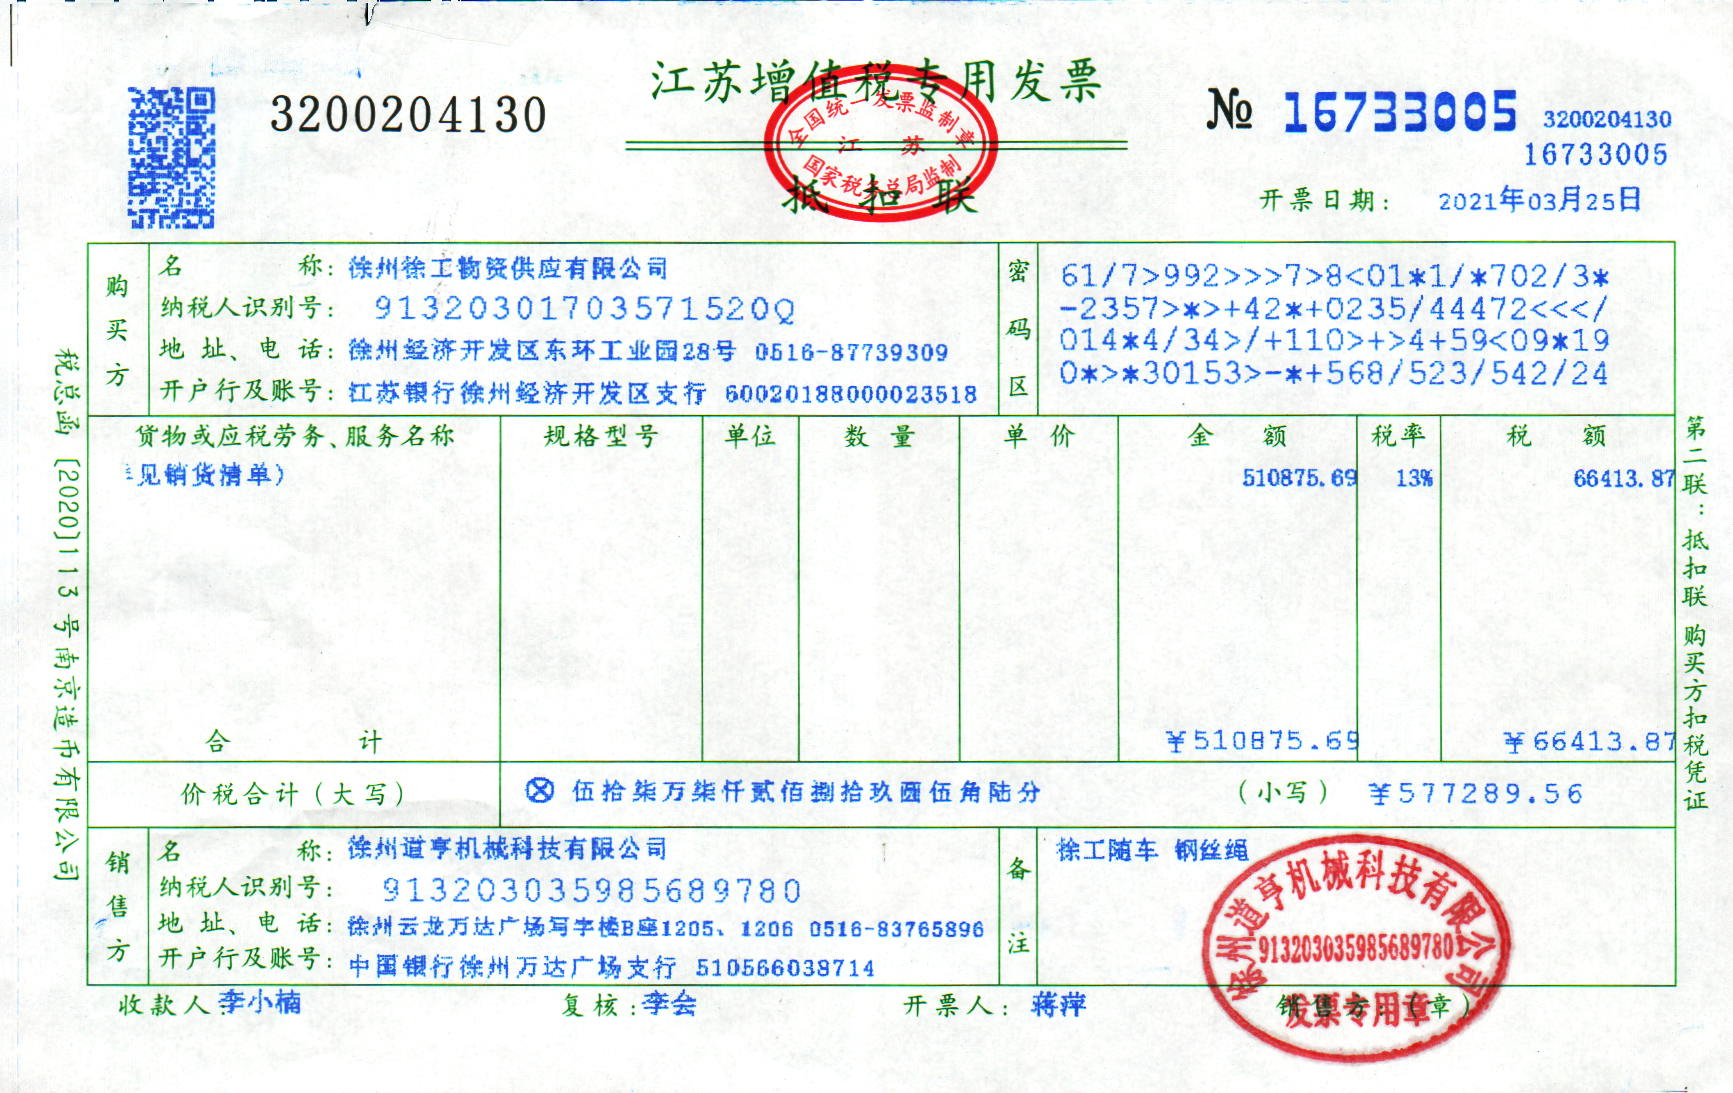 江苏增值税专用发票
抵扣联
全国统一发票监制章
江苏
国家税务总局监制
3200204130
№ 16733005
3200204130
16733005
开票日期： 2021年03月25日
购买方
名称：徐州徐工物资供应有限公司
纳税人识别号： 91320301703571520Q
地址、电话：徐州经济开发区东环工业园28号 0516-87739309
开户行及账号：江苏银行徐州经济开发区支行 60020188000023518
密码区
61/7>992>>>7>8<01*1/*702/3*
-2357>*>+42*+0235/44472<<</
014*4/34>/+110>+>4+59<09*19
0*>*30153>-*+568/523/542/24
货物或应税劳务、服务名称 规格型号 单位 数量 单价 金额 税率 税额
见销货清单） 510875.69 13% 66413.87
合计 ￥510875.69 ￥66413.87
价税合计（大写） ⊗ 伍拾柒万柒仟贰佰捌拾玖圆伍角陆分 （小写） ￥577289.56
销售方
名称：徐州道亨机械科技有限公司
纳税人识别号： 913203035985689780
地址、电话：徐州云龙万达广场写字楼B座1205、1206 0516-83765896
开户行及账号：中国银行徐州万达广场支行 510566038714
备注
徐工随车 钢丝绳
徐州道亨机械科技有限公司
913203035985689780
发票专用章
收款人：李小楠 复核：李会 开票人：蒋萍 销售方：（章）
税总函〔2020〕113号南京造币有限公司
第二联：抵扣联 购买方扣税凭证